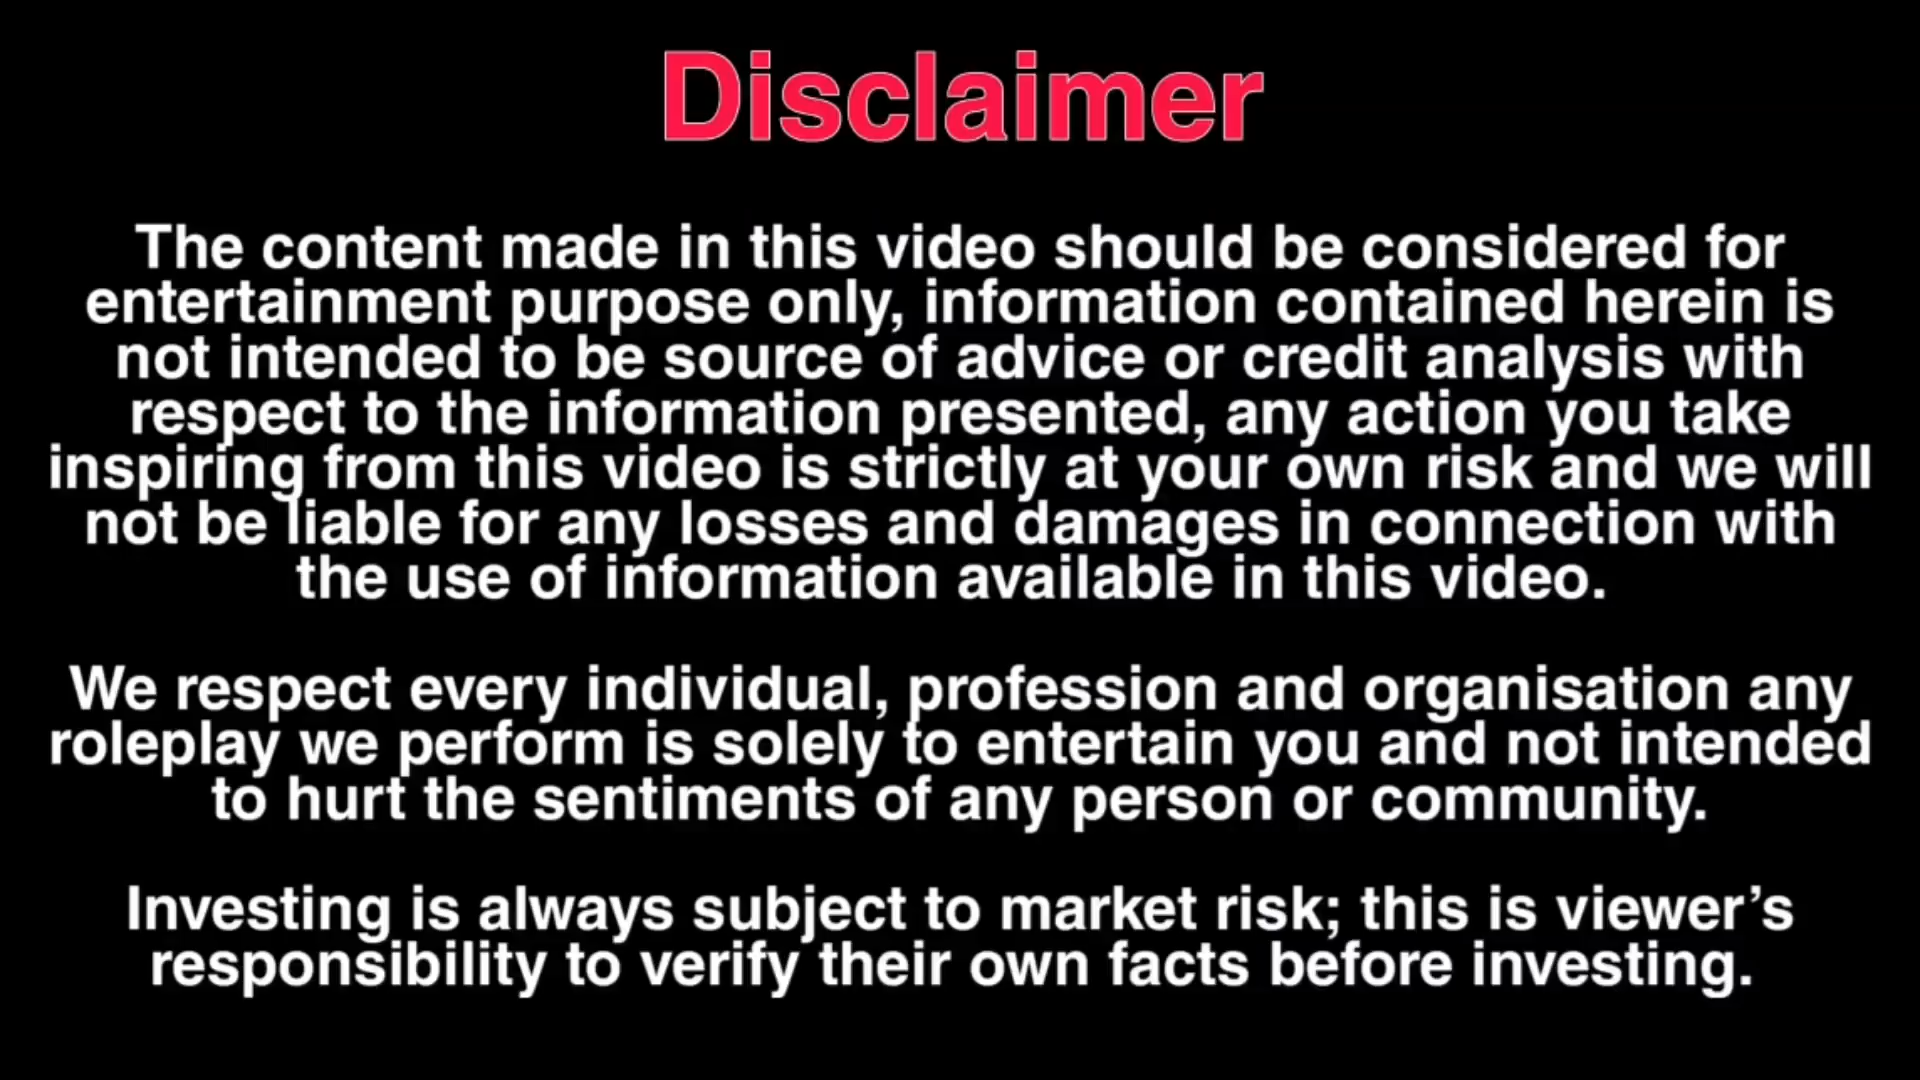 Disclaimer
The content made in this video should be considered for
entertainment purpose only, information contained herein is
not intended to be source of advice or credit analysis with
respect to the information presented, any action you take
inspiring from this video is strictly at your own risk and we will
not be liable for any losses and damages in connection with
the use of information available in this video.
We respect every individual, profession and organisation any
roleplay we perform is solely to entertain you and not intended
to hurt the sentiments of any person or community.
Investing is always subject to market risk; this is viewer’s
responsibility to verify their own facts before investing.